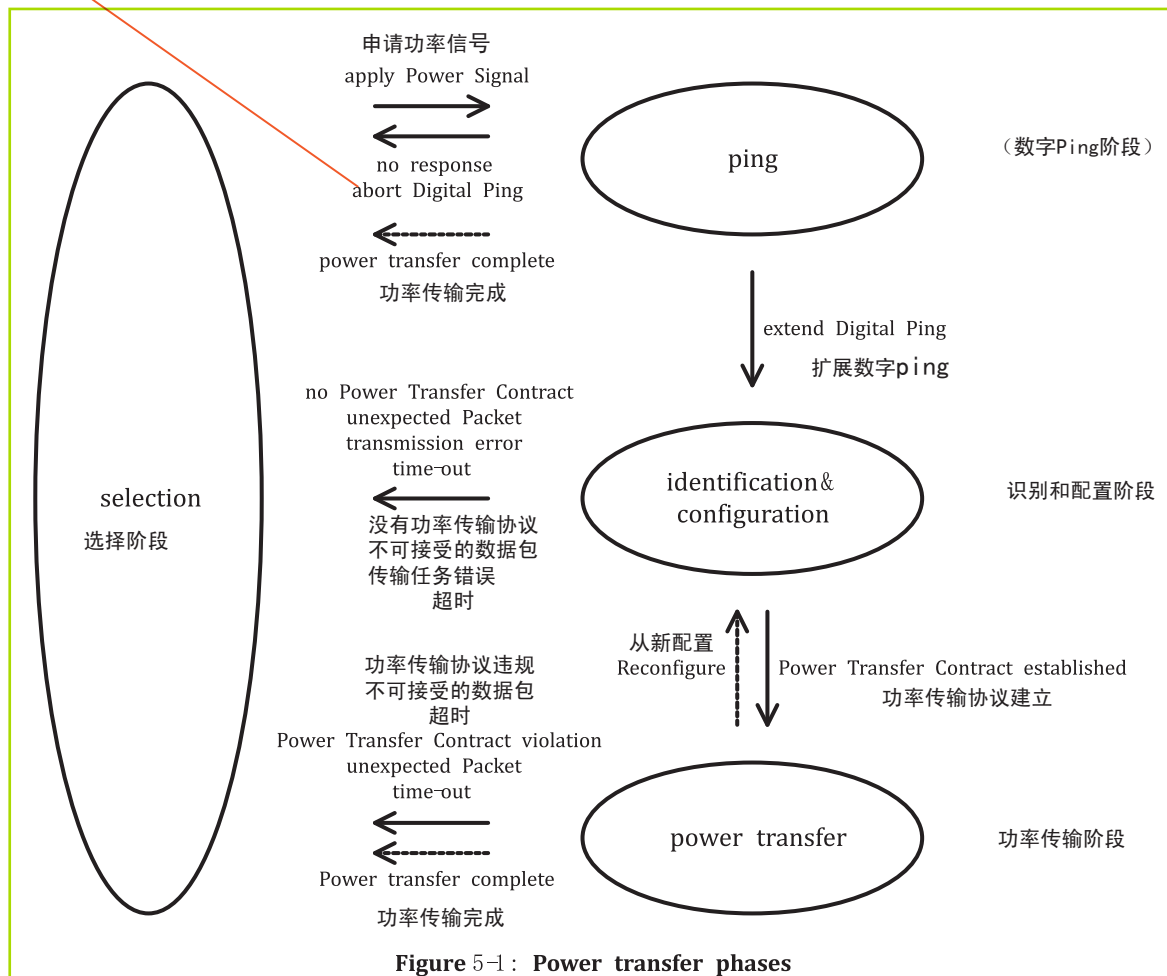 申请功率信号
apply Power Signal
no response
abort Digital Ping
power transfer complete
功率传输完成
ping
（数字Ping阶段）
extend Digital Ping
扩展数字ping
no Power Transfer Contract
unexpected Packet
transmission error
time-out
没有功率传输协议
不可接受的数据包
传输任务错误
超时
selection
选择阶段
identification&
configuration
识别和配置阶段
从新配置
Reconfigure
Power Transfer Contract established
功率传输协议建立
功率传输协议违规
不可接受的数据包
超时
Power Transfer Contract violation
unexpected Packet
time-out
Power transfer complete
功率传输完成
power transfer
功率传输阶段
Figure 5-1: Power transfer phases